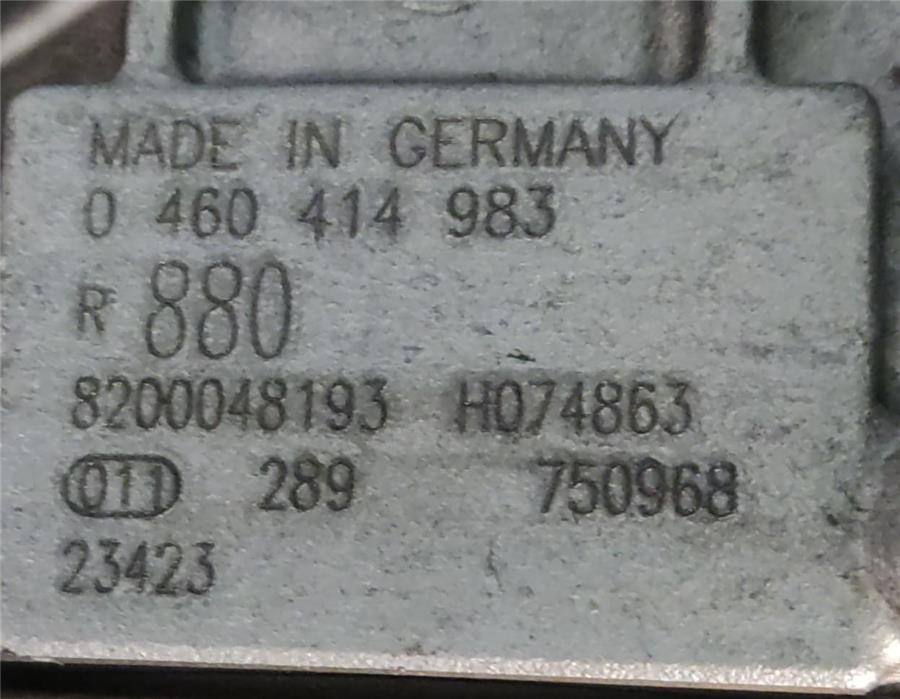 MADE IN GERMANY
0 460 414 983
R 880
8200048193 H074863
011 289 750968
23423